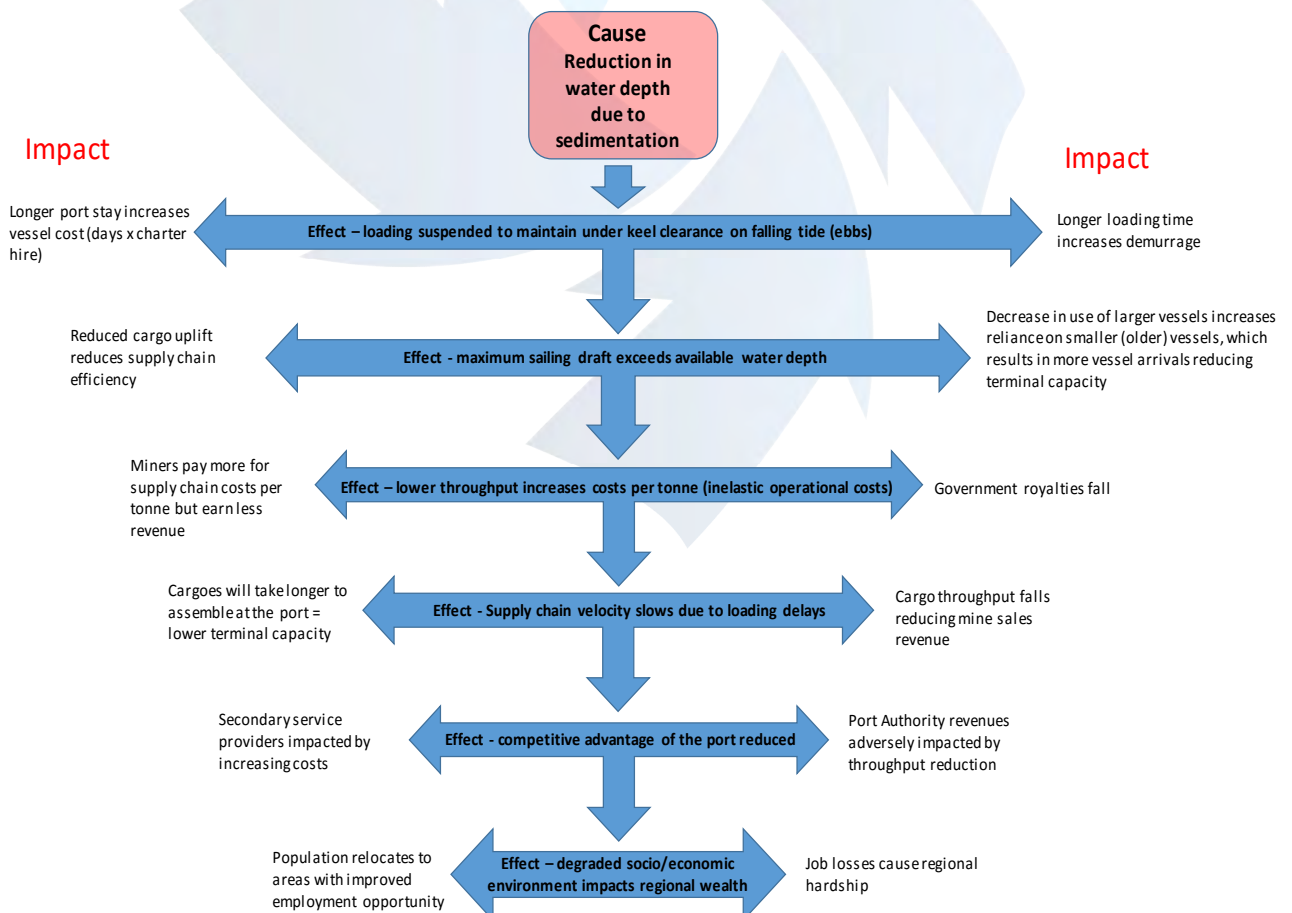 Cause
Reduction in
water depth
due to
sedimentation
Impact
Impact
Longer port stay increases
vessel cost (days x charter
hire)
Effect – loading suspended to maintain under keel clearance on falling tide (ebbs)
Longer loading time
increases demurrage
Reduced cargo uplift
reduces supply chain
efficiency
Effect - maximum sailing draft exceeds available water depth
Decrease in use of larger vessels increases
reliance on smaller (older) vessels, which
results in more vessel arrivals reducing
terminal capacity
Miners pay more for
supply chain costs per
tonne but earn less
revenue
Effect – lower throughput increases costs per tonne (inelastic operational costs)
Government royalties fall
Cargoes will take longer to
assemble at the port =
lower terminal capacity
Effect - Supply chain velocity slows due to loading delays
Cargo throughput falls
reducing mine sales
revenue
Secondary service
providers impacted by
increasing costs
Effect - competitive advantage of the port reduced
Port Authority revenues
adversely impacted by
throughput reduction
Population relocates to
areas with improved
employment opportunity
Effect – degraded socio/economic
environment impacts regional wealth
Job losses cause regional
hardship